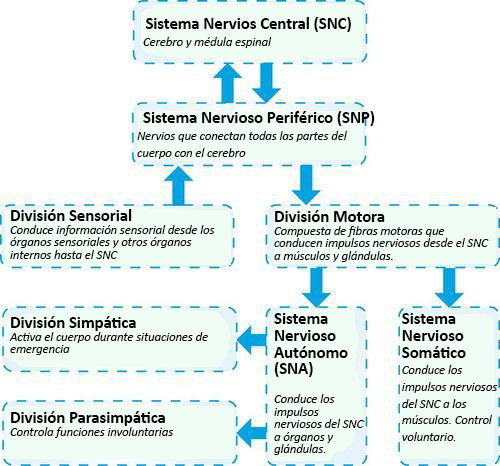 Sistema Nervios Central (SNC)
Cerebro y médula espinal
Sistema Nervioso Periférico (SNP)
Nervios que conectan todas las partes del
cuerpo con el cerebro
División Sensorial
Conduce información sensorial desde los
órganos sensoriales y otros órganos
internos hasta el SNC
División Motora
Compuesta de fibras motoras que
conducen impulsos nerviosos desde el SNC
a músculos y glándulas.
División Simpática
Activa el cuerpo durante situaciones de
emergencia
División Parasimpática
Controla funciones involuntarias
Sistema
Nervioso
Autónomo
(SNA)
Conduce los
impulsos
nerviosos del SNC
a órganos y
glándulas.
Sistema
Nervioso
Somático
Conduce los
impulsos nerviosos
del SNC a los
músculos. Control
voluntario.